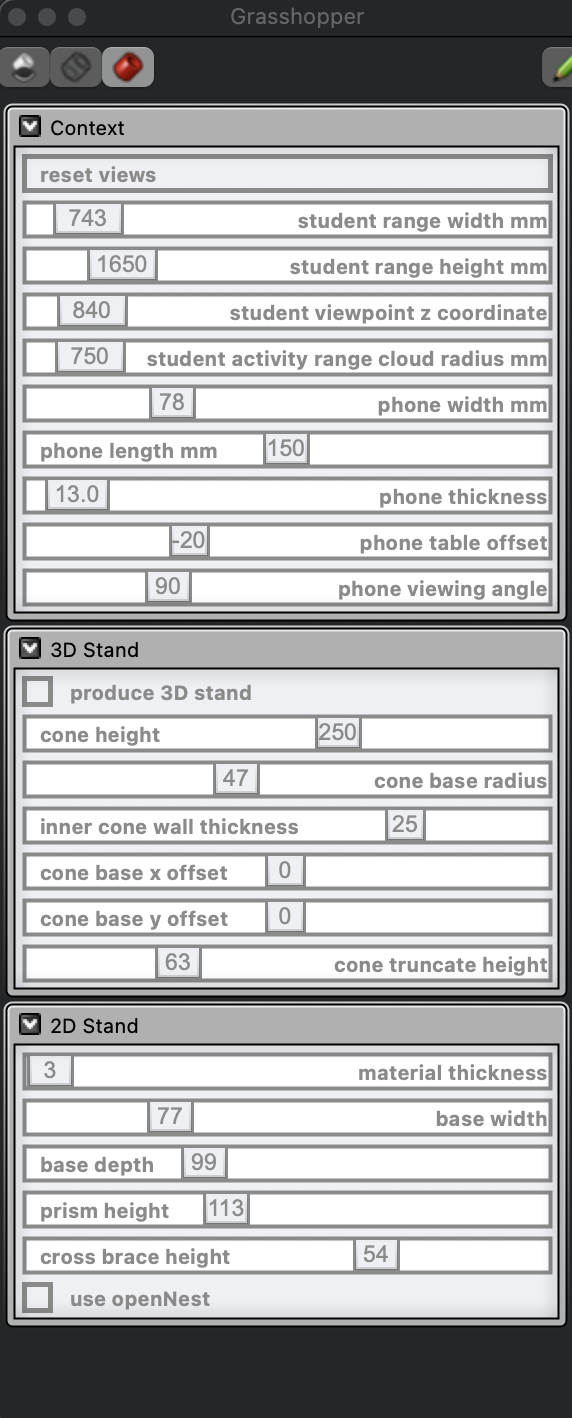 Grasshopper
Context
reset views
743 student range width mm
1650 student range height mm
840 student viewpoint z coordinate
750 student activity range cloud radius mm
78 phone width mm
phone length mm 150
13.0 phone thickness
-20 phone table offset
90 phone viewing angle
3D Stand
produce 3D stand
cone height 250
47 cone base radius
inner cone wall thickness 25
cone base x offset 0
cone base y offset 0
63 cone truncate height
2D Stand
3 material thickness
77 base width
base depth 99
prism height 113
cross brace height 54
use openNest